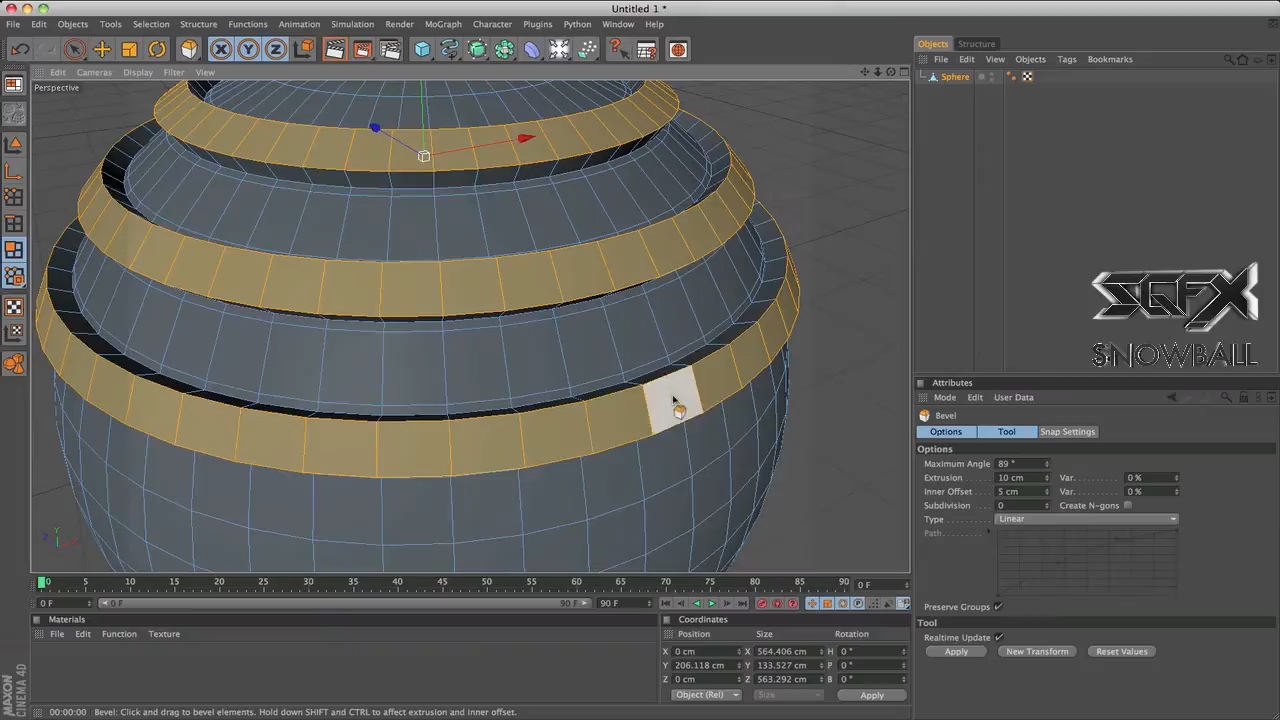 Untitled 1 *
File Edit Objects Tools Selection Structure Functions Animation Simulation Render MoGraph Character Plugins Python Window Help
X Y Z
Objects Structure
Edit Cameras Display Filter View
File Edit View Objects Tags Bookmarks
Perspective
Sphere
SGFX
SNOWBALL
Attributes
Mode Edit User Data
Bevel
Options Tool Snap Settings
Options
Maximum Angle 89 °
Extrusion 10 cm Var. 0 %
Inner Offset 5 cm Var. 0 %
Subdivision 0 Create N-gons
Type Linear
Path
Preserve Groups
Tool
Realtime Update
Apply New Transform Reset Values
Y
Z X
0 5 10 15 20 25 30 35 40 45 50 55 60 65 70 75 80 85 90 0 F
0 F 0 F 90 F 90 F
Materials
File Edit Function Texture
Coordinates
Position Size Rotation
X 0 cm X 564.406 cm H 0 °
Y 206.118 cm Y 133.527 cm P 0 °
Z 0 cm Z 563.292 cm B 0 °
Object (Rel) Size Apply
MAXON
CINEMA 4D
00:00:00 Bevel: Click and drag to bevel elements. Hold down SHIFT and CTRL to affect extrusion and inner offset.